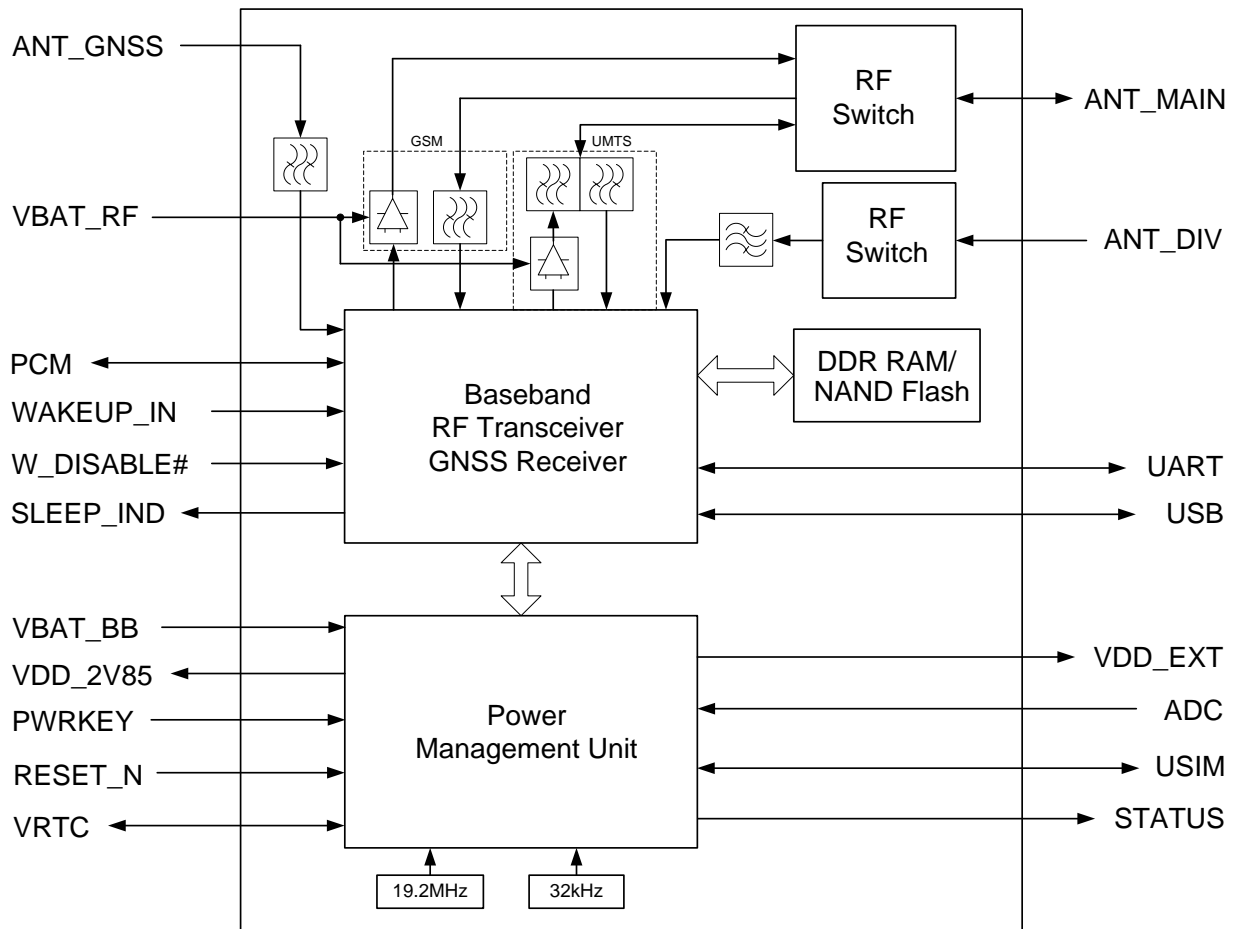 ANT_GNSS
VBAT_RF
PCM
WAKEUP_IN
W_DISABLE#
SLEEP_IND
VBAT_BB
VDD_2V85
PWRKEY
RESET_N
VRTC
GSM
UMTS
RF
Switch
RF
Switch
Baseband
RF Transceiver
GNSS Receiver
DDR RAM/
NAND Flash
Power
Management Unit
19.2MHz
32kHz
ANT_MAIN
ANT_DIV
UART
USB
VDD_EXT
ADC
USIM
STATUS